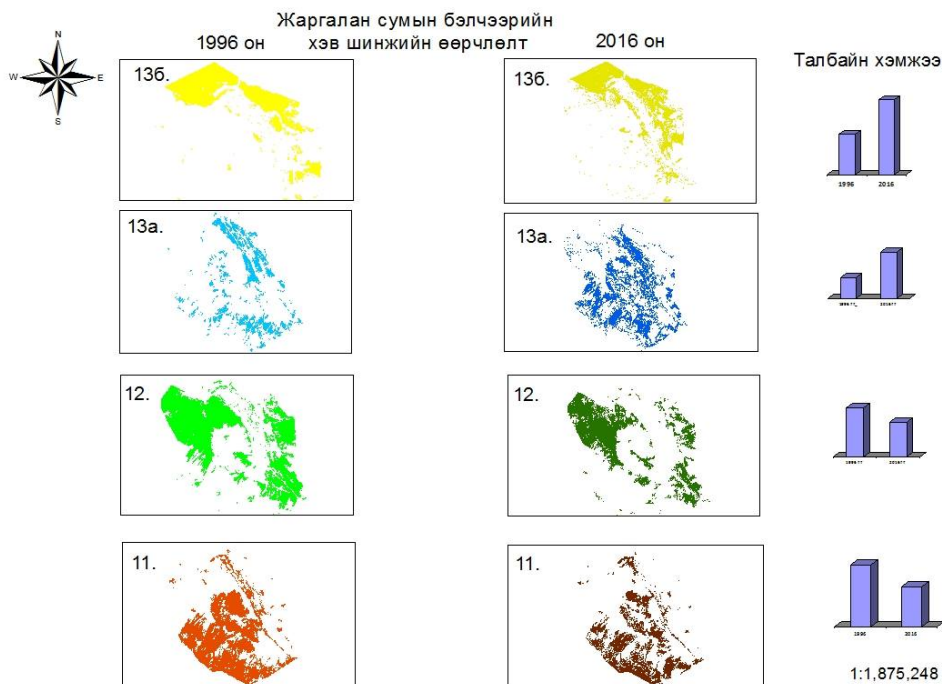 Жаргалан сумын бэлчээрийн
хэв шинжийн өөрчлөлт
1996 он
2016 он
Талбайн хэмжээ
N
W
E
S
13б.
13б.
1996
2016
13а.
13а.
12.
12.
11.
11.
1996
2016
1:1,875,248